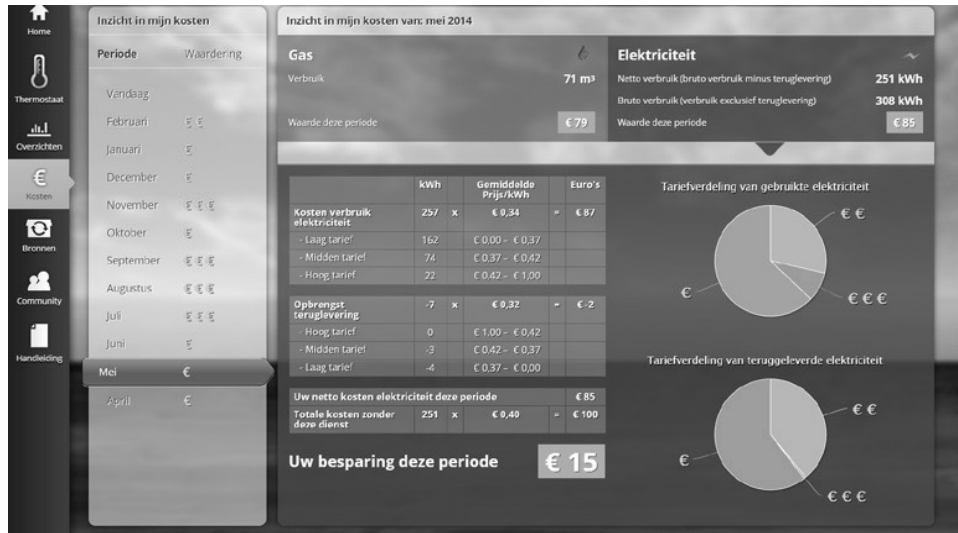 Home
Thermostaat
Overzichten
€
Kosten
Bronnen
Community
Handleiding
Inzicht in mijn kosten
Periode Waardering
Vandaag
Februari € €
Januari €
December €
November € € €
Oktober €
September € € €
Augustus € € €
Juli € € €
Juni €
Mei €
April €
Inzicht in mijn kosten van: mei 2014
Gas
Verbruik 71 m³
Waarde deze periode € 79
Elektriciteit
Netto verbruik (bruto verbruik minus teruglevering) 251 kWh
Bruto verbruik (verbruik exclusief teruglevering) 308 kWh
Waarde deze periode € 85
kWh Gemiddelde Prijs/kWh Euro's
Kosten verbruik elektriciteit 257 x € 0,34 = € 87
- Laag tarief 162 € 0,00 – € 0,37
- Midden tarief 74 € 0,37 – € 0,42
- Hoog tarief 22 € 0,42 – € 1,00
Opbrengst teruglevering -7 x € 0,32 = € -2
- Hoog tarief 0 € 1,00 – € 0,42
- Midden tarief -3 € 0,42 – € 0,37
- Laag tarief -4 € 0,37 – € 0,00
Uw netto kosten elektriciteit deze periode € 85
Totale kosten zonder deze dienst 251 x € 0,40 = € 100
Uw besparing deze periode € 15
Tariefverdeling van gebruikte elektriciteit
€ €
€
€ € €
Tariefverdeling van teruggeleverde elektriciteit
€ €
€
€ € €